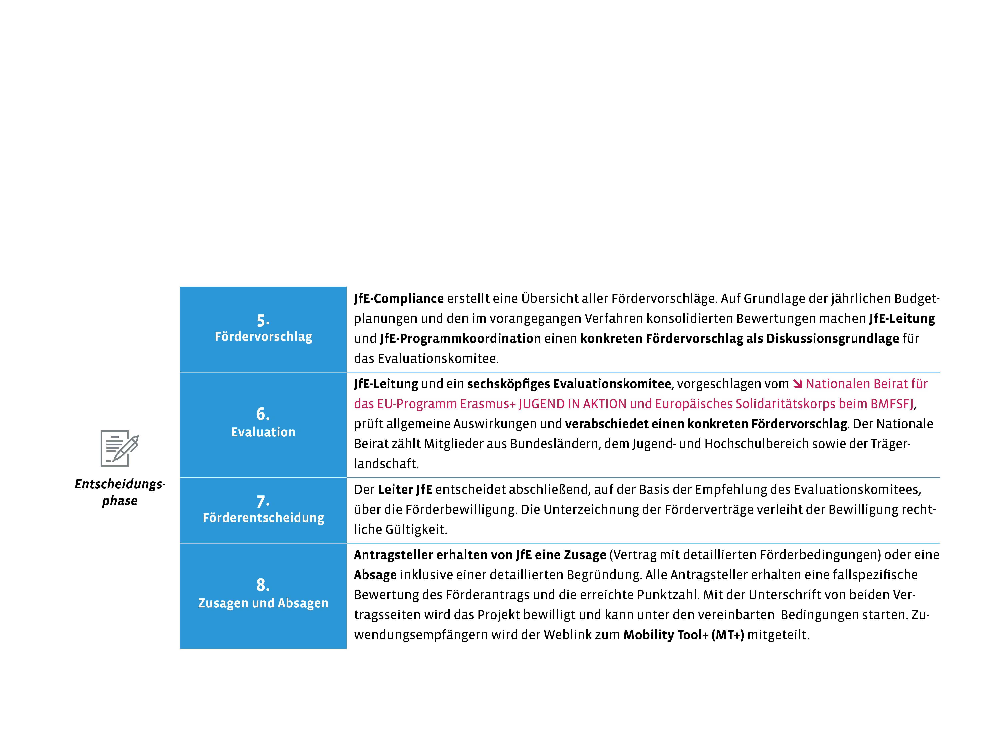 5.
Fördervorschlag
JfE-Compliance erstellt eine Übersicht aller Fördervorschläge. Auf Grundlage der jährlichen Budget-
planungen und den im vorangegangen Verfahren konsolidierten Bewertungen machen JfE-Leitung
und JfE-Programmkoordination einen konkreten Fördervorschlag als Diskussionsgrundlage für
das Evaluationskomitee.
6.
Evaluation
JfE-Leitung und ein sechsköpfiges Evaluationskomitee, vorgeschlagen vom ➘ Nationalen Beirat für
das EU-Programm Erasmus+ JUGEND IN AKTION und Europäisches Solidaritätskorps beim BMFSFJ,
prüft allgemeine Auswirkungen und verabschiedet einen konkreten Fördervorschlag. Der Nationale
Beirat zählt Mitglieder aus Bundesländern, dem Jugend- und Hochschulbereich sowie der Träger-
landschaft.
Entscheidungs-
phase
7.
Förderentscheidung
Der Leiter JfE entscheidet abschließend, auf der Basis der Empfehlung des Evaluationskomitees,
über die Förderbewilligung. Die Unterzeichnung der Förderverträge verleiht der Bewilligung recht-
liche Gültigkeit.
8.
Zusagen und Absagen
Antragsteller erhalten von JfE eine Zusage (Vertrag mit detaillierten Förderbedingungen) oder eine
Absage inklusive einer detaillierten Begründung. Alle Antragsteller erhalten eine fallspezifische
Bewertung des Förderantrags und die erreichte Punktzahl. Mit der Unterschrift von beiden Ver-
tragsseiten wird das Projekt bewilligt und kann unter den vereinbarten  Bedingungen starten. Zu-
wendungsempfängern wird der Weblink zum Mobility Tool+ (MT+) mitgeteilt.